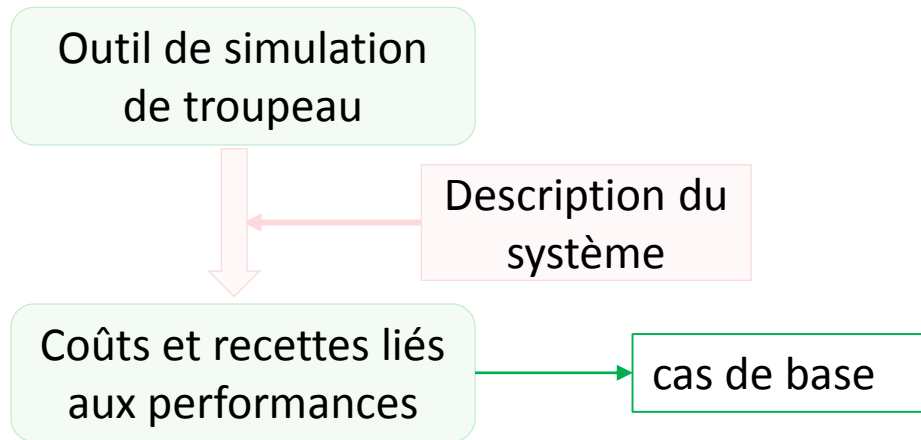 Outil de simulation
de troupeau
Description du
système
Coûts et recettes liés
aux performances
cas de base